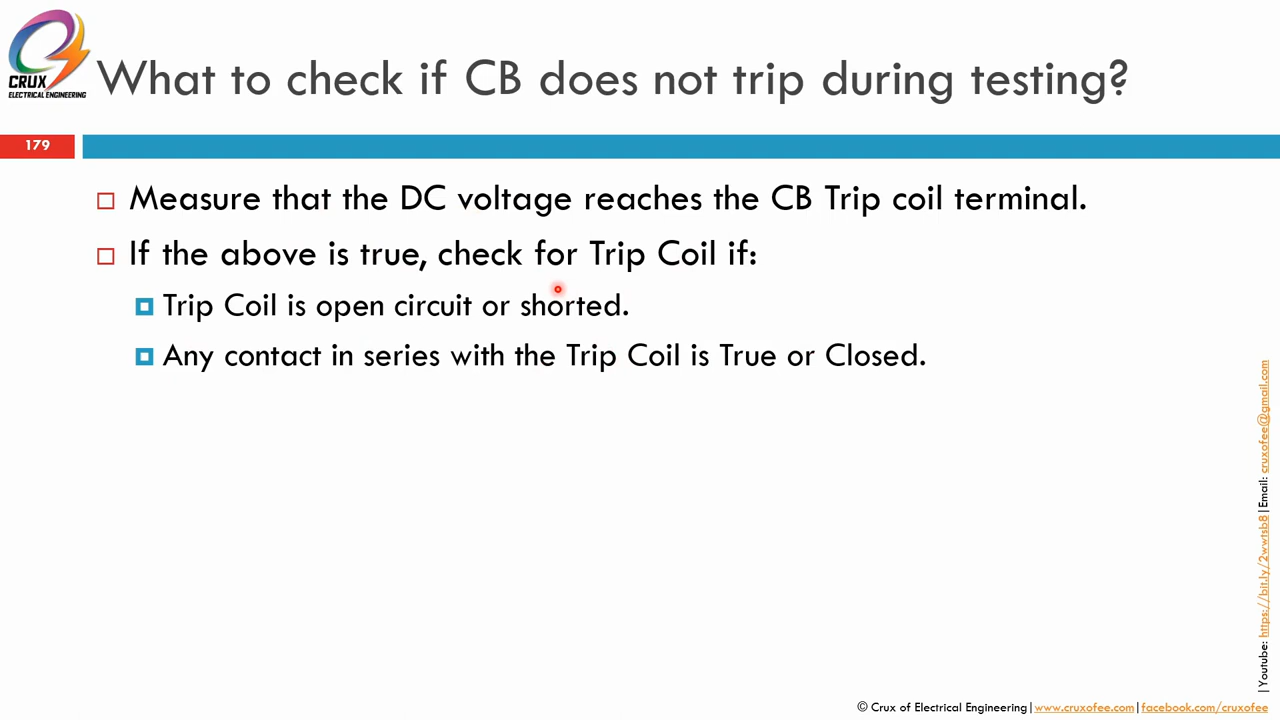 CRUX
ELECTRICAL ENGINEERING
What to check if CB does not trip during testing?
179
Measure that the DC voltage reaches the CB Trip coil terminal.
If the above is true, check for Trip Coil if:
Trip Coil is open circuit or shorted.
Any contact in series with the Trip Coil is True or Closed.
|Youtube: https://bit.ly/2wwtsb8|Email: cruxofee@gmail.com
© Crux of Electrical Engineering|www.cruxofee.com|facebook.com/cruxofee